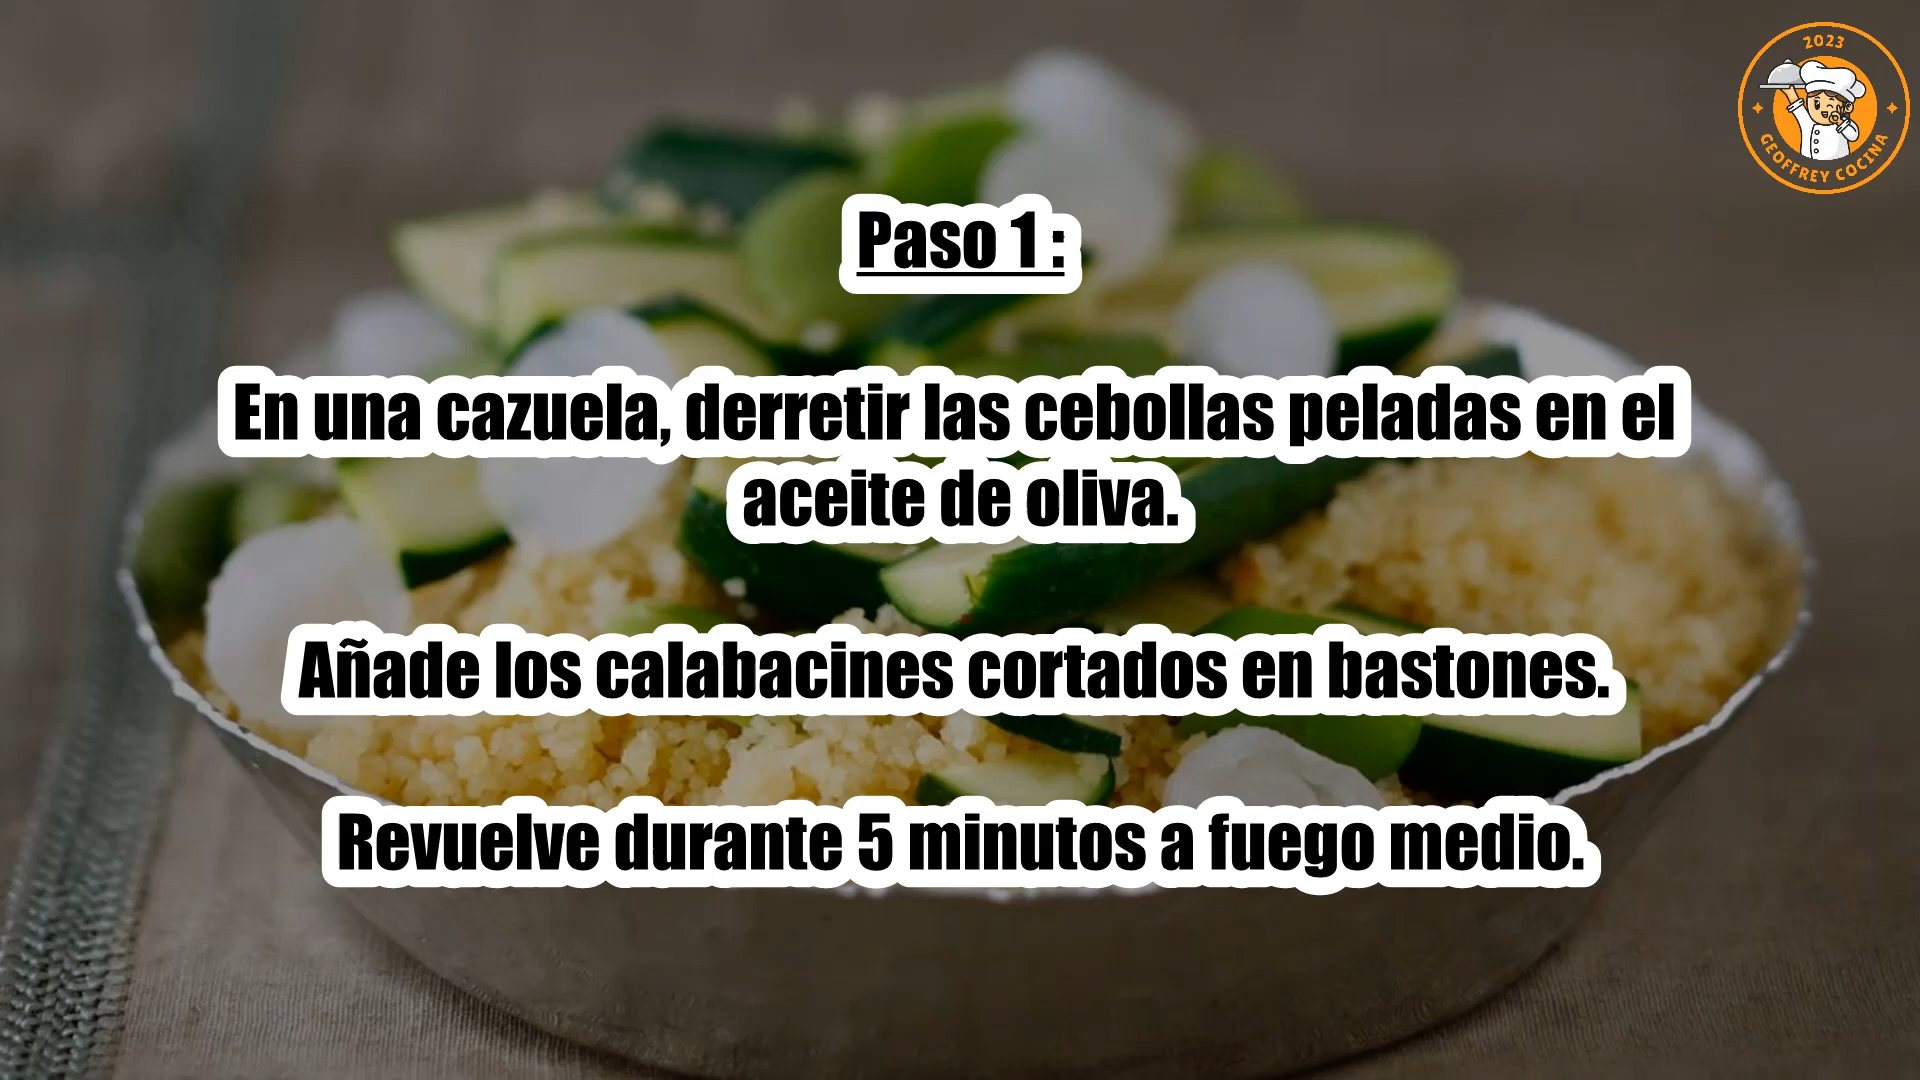 2023
GEOFFREY COCINA
Paso 1 :
En una cazuela, derretir las cebollas peladas en el
aceite de oliva.
Añade los calabacines cortados en bastones.
Revuelve durante 5 minutos a fuego medio.